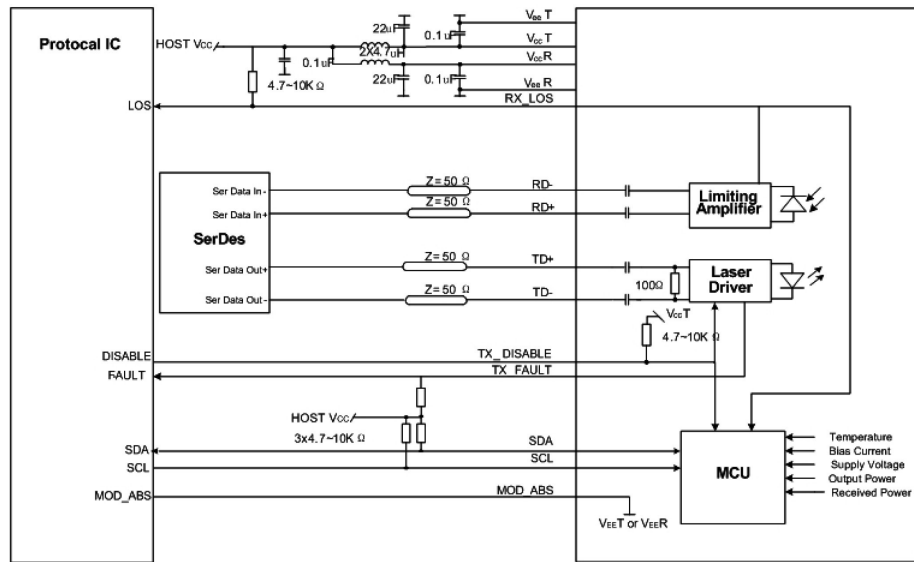 Protocal IC
HOST Vcc
22uF
0.1uF
VeeT
VccT
0.1uF
2X4.7uH
VccR
4.7~10KΩ
22uF
0.1uF
VeeR
LOS
RX_LOS
Z=50 Ω
RD-
Ser Data In-
Z=50 Ω
RD+
Ser Data In+
Limiting Amplifier
SerDes
Z=50 Ω
TD+
Ser Data Out+
Laser Driver
Z=50 Ω
TD-
100Ω
Ser Data Out-
VccT
4.7~10KΩ
DISABLE
TX_DISABLE
FAULT
TX_FAULT
HOST Vcc
3x4.7~10KΩ
SDA
SDA
SCL
SCL
MCU
Temperature
Bias Current
Supply Voltage
Output Power
Received Power
MOD_ABS
MOD_ABS
VEET or VEER